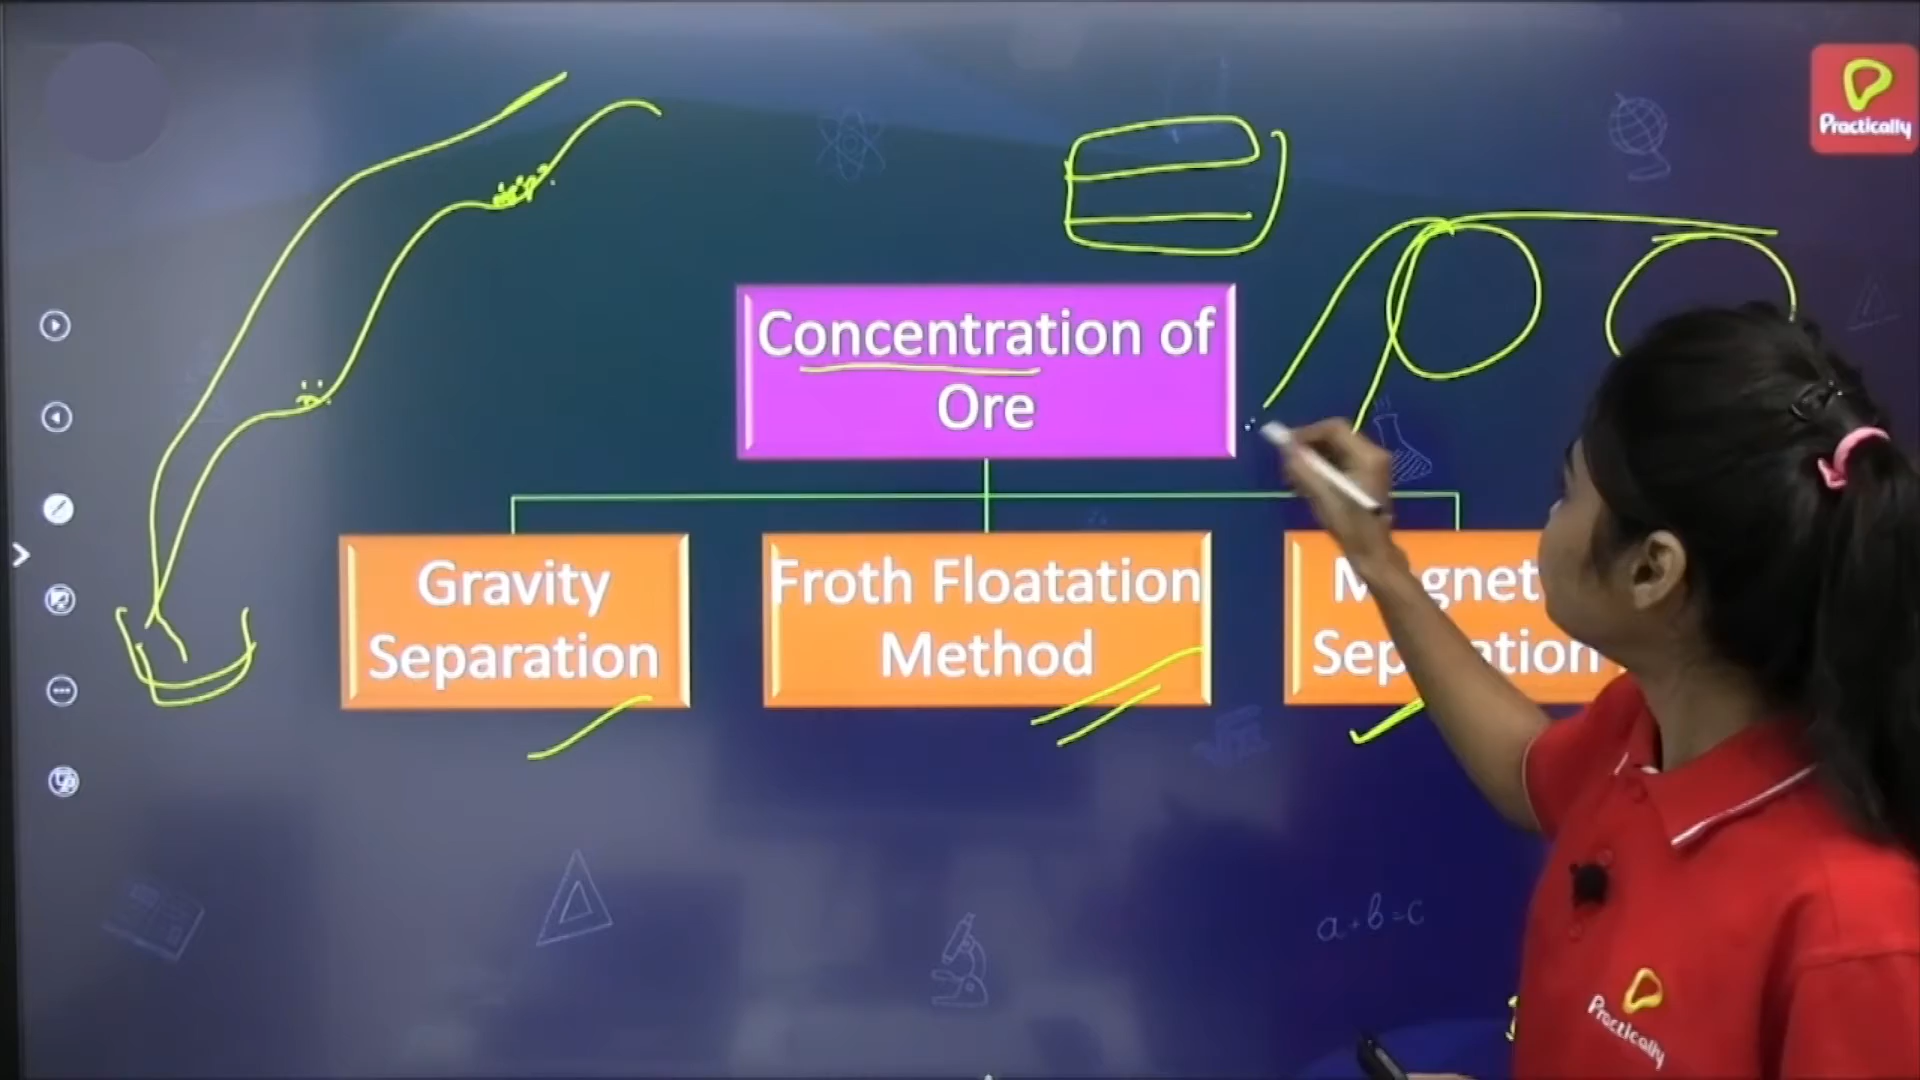 Practically
Concentration of
Ore
Gravity
Separation
Froth Floatation
Method
a+b=c
Practically